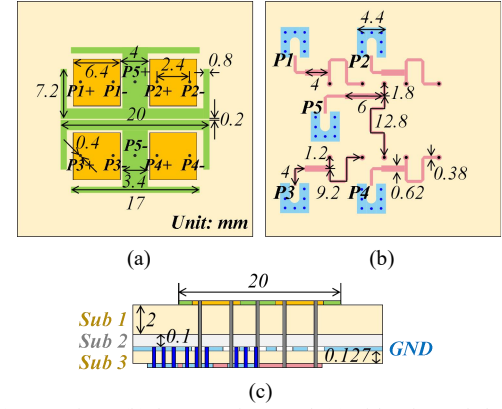 4
6.4
P5+
2.4
0.8
P1+ P1-
P2+ P2-
7.2
20
0.2
0.4
P5-
P3+ P3-
P4+ P4-
3.4
17
Unit: mm
(a)
4.4
P1
P2
4
1.8
P5
6
12.8
1.2
4
0.38
P3
9.2
P4
0.62
(b)
20
Sub 1
2
Sub 2
0.1
GND
Sub 3
0.127
(c)